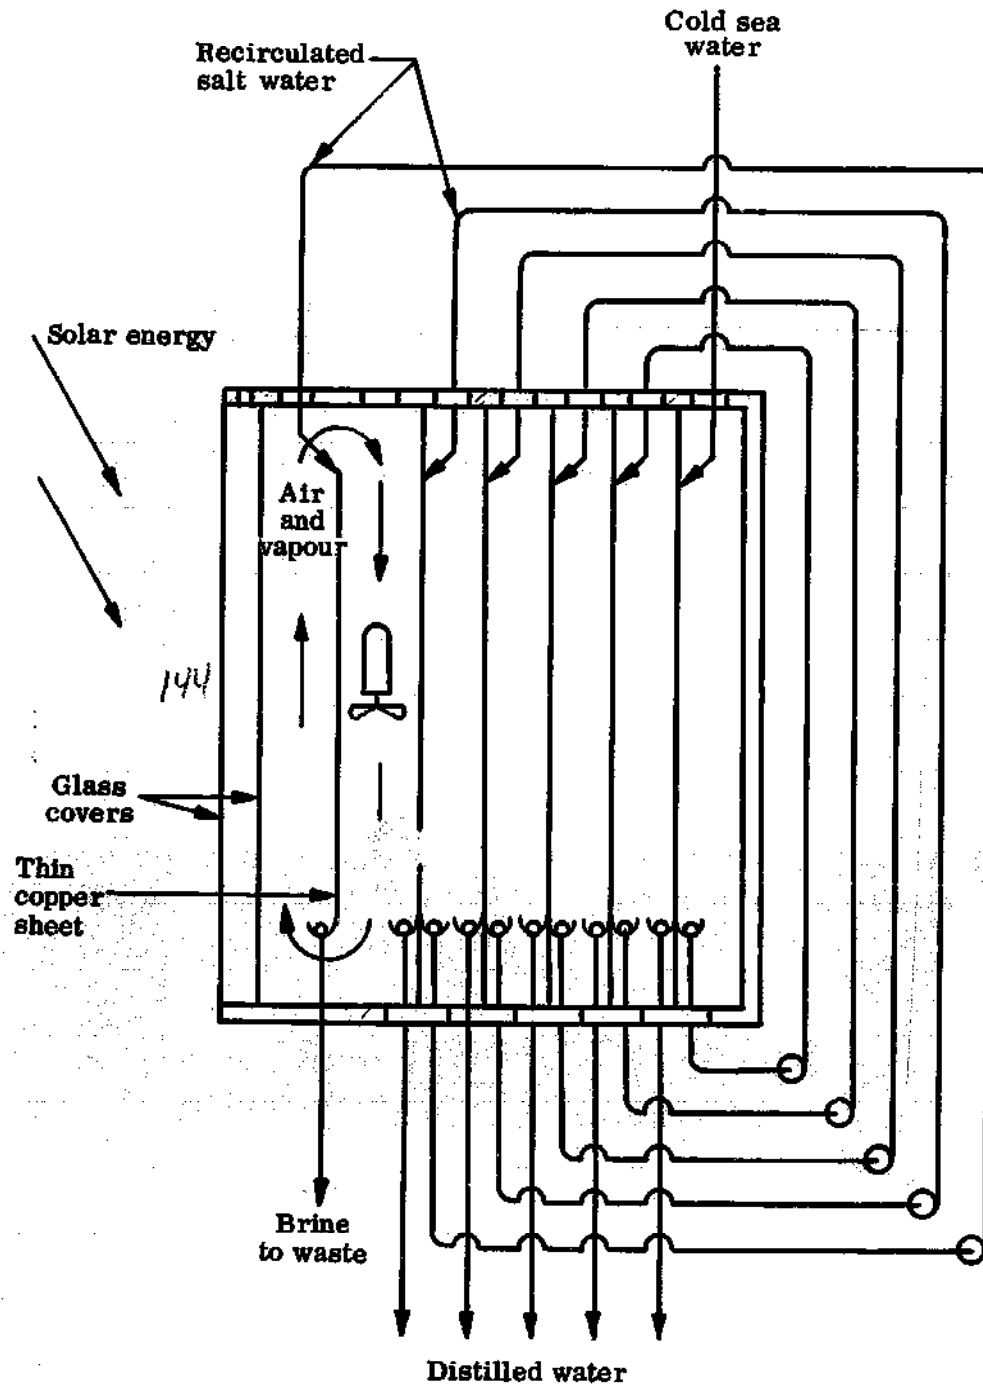 Cold sea
water
Recirculated
salt water
Solar energy
Air
and
vapour
144
Glass
covers
Thin
copper
sheet
Brine
to waste
Distilled water